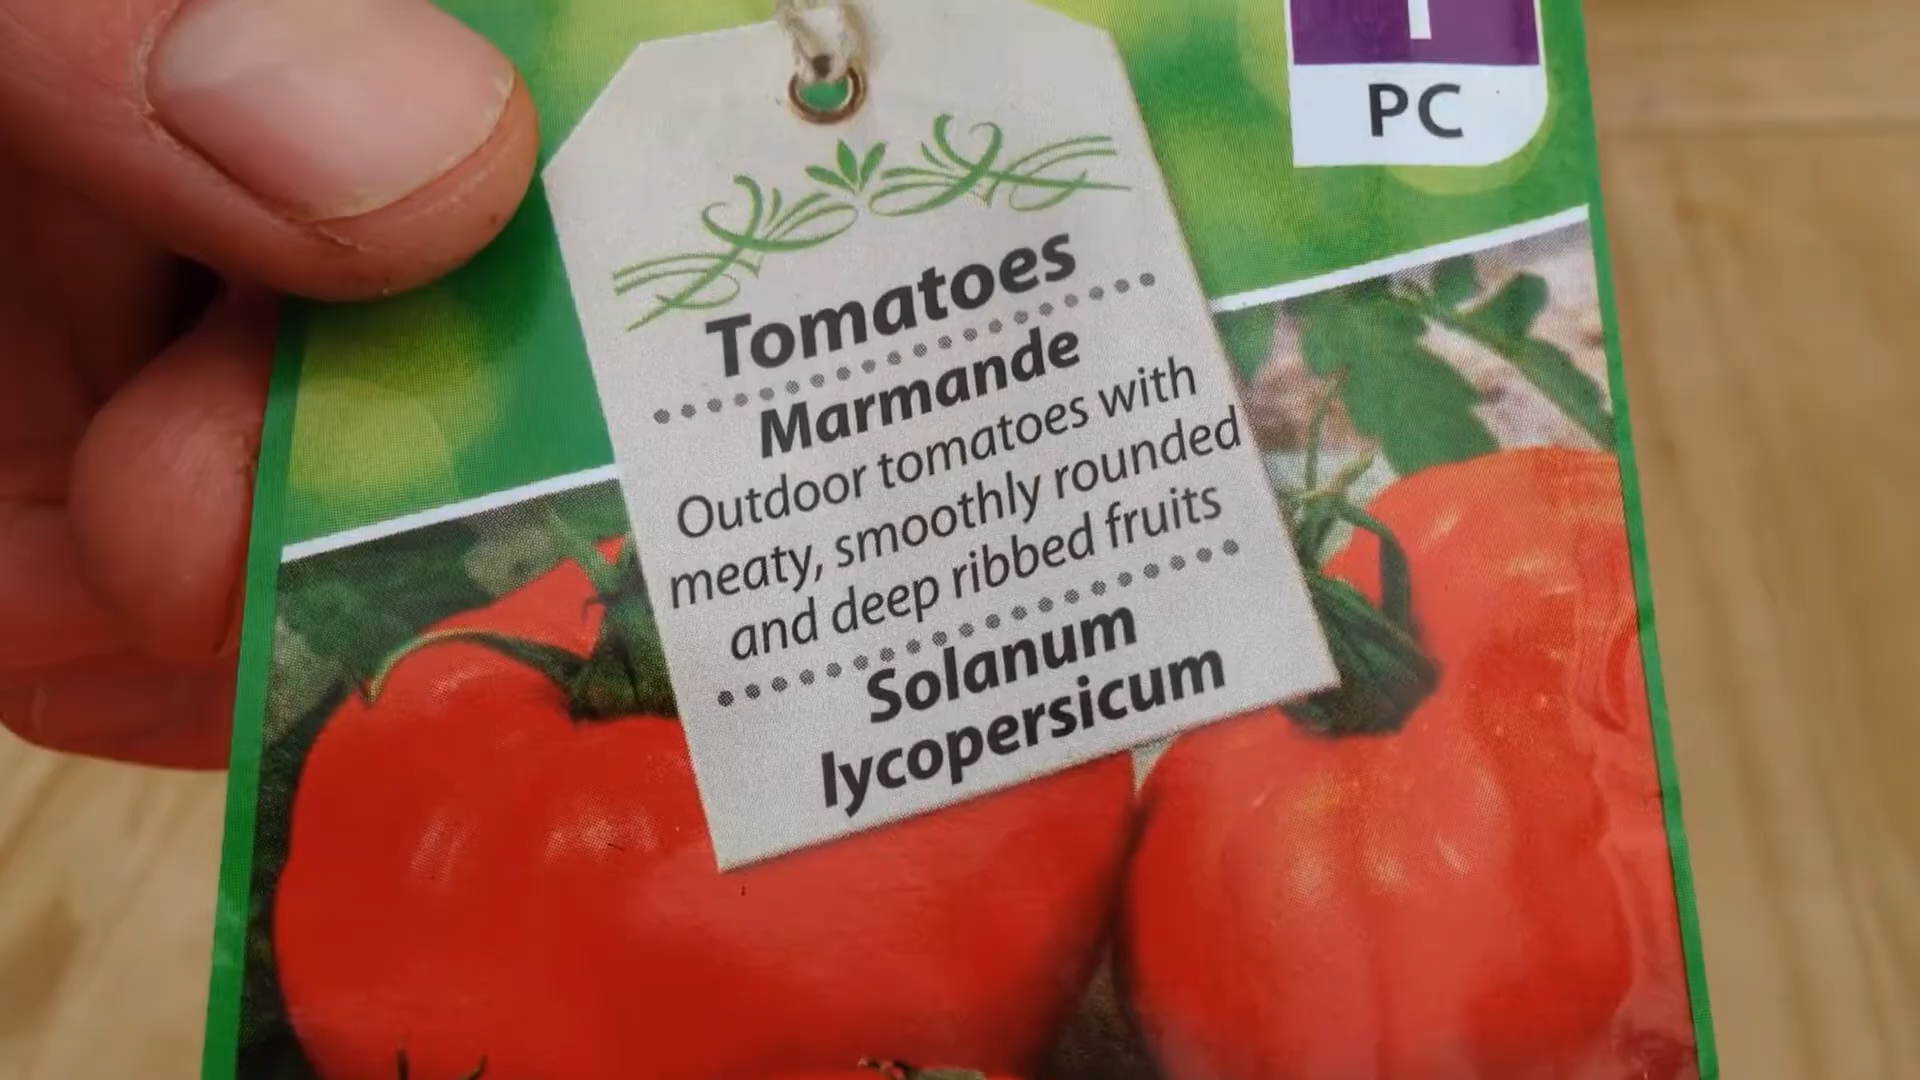 PC
Tomatoes
Marmande
Outdoor tomatoes with
meaty, smoothly rounded
and deep ribbed fruits
Solanum
lycopersicum